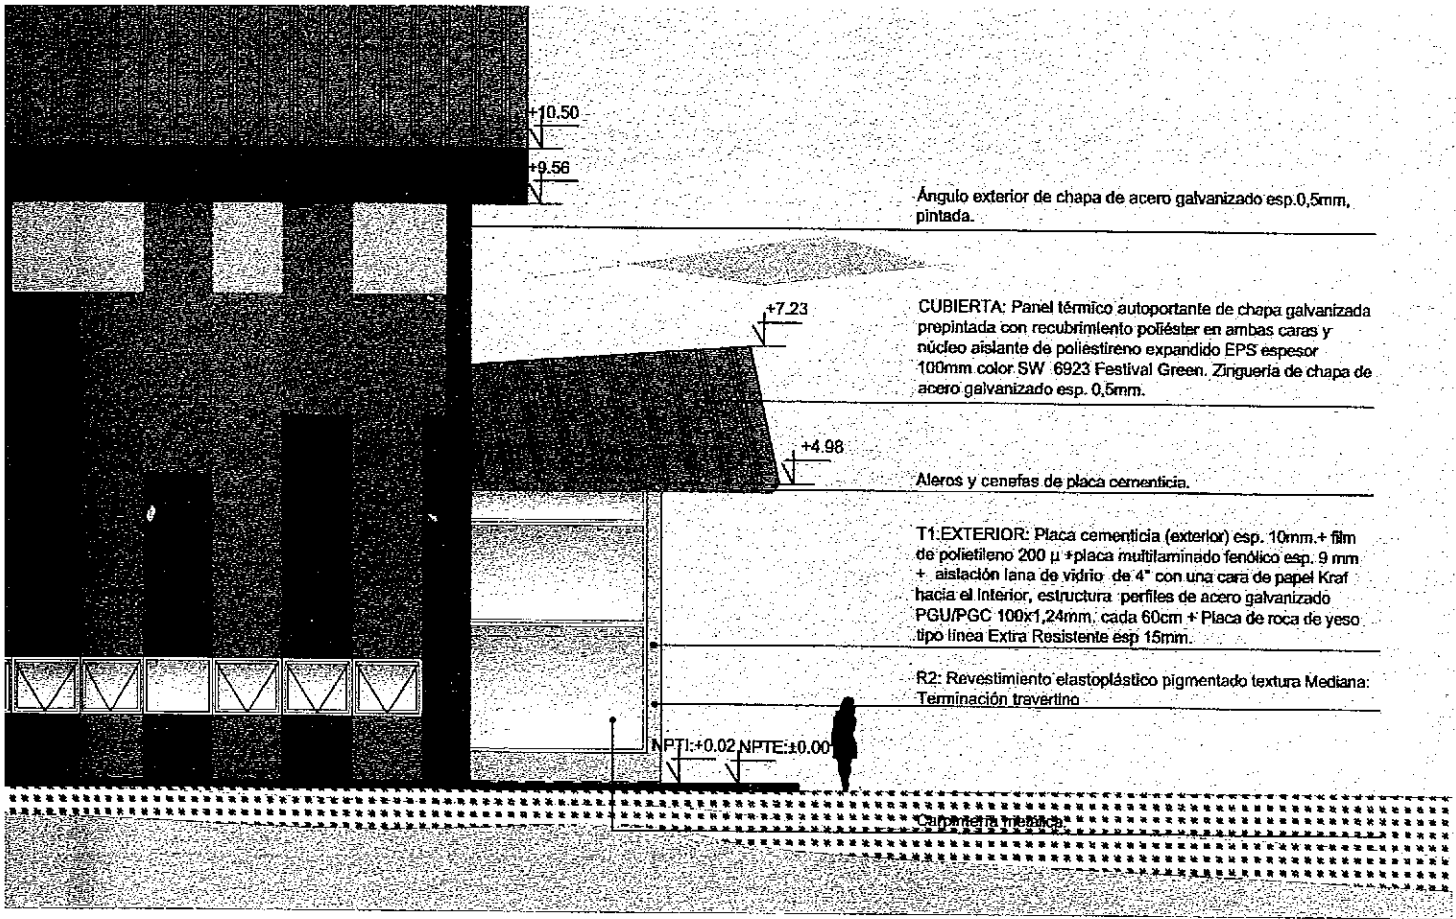 +10.50
+9.56
Ángulo exterior de chapa de acero galvanizado esp.0,5mm,
pintada.
+7.23
CUBIERTA: Panel térmico autoportante de chapa galvanizada
prepintada con recubrimiento poliéster en ambas caras y
núcleo aislante de poliestireno expandido EPS espesor
100mm color SW 6923 Festival Green. Zinguería de chapa de
acero galvanizado esp. 0,5mm.
+4.98
Aleros y cenefas de placa cementicia.
T1:EXTERIOR: Placa cementicia (exterior) esp. 10mm.+ film
de polietileno 200 µ +placa multilaminado fenólico esp. 9 mm
+ aislación lana de vidrio de 4" con una cara de papel Kraf
hacia el Interior, estructura perfiles de acero galvanizado
PGU/PGC 100x1,24mm, cada 60cm + Placa de roca de yeso
tipo línea Extra Resistente esp 15mm.
R2: Revestimiento elastoplástico pigmentado textura Mediana:
Terminación travertino
NPTI:+0.02 NPTE:±0.00
Carpintería metálica.